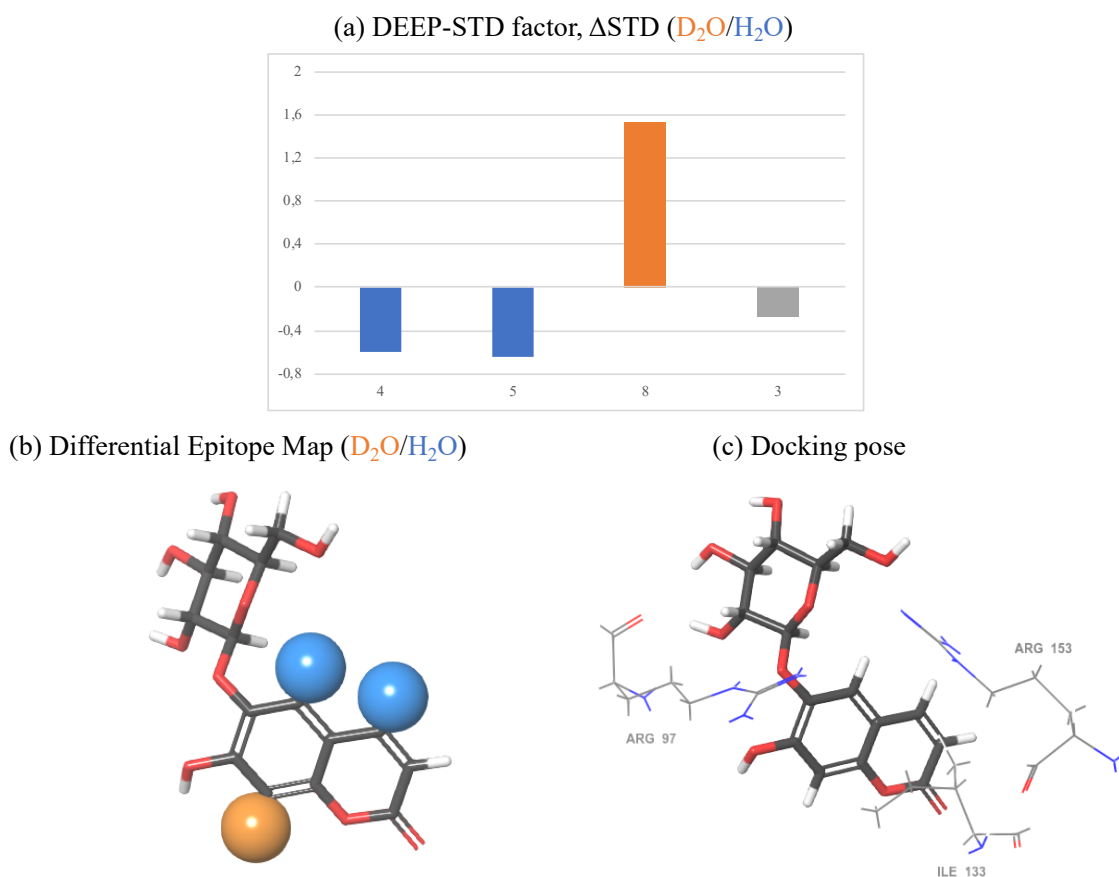 (a) DEEP-STD factor, ΔSTD (D₂O/H₂O)
2
1,6
1,2
0,8
0,4
0
-0,4
-0,8
4 5 8 3
(b) Differential Epitope Map (D₂O/H₂O)
(c) Docking pose
ARG 153
ARG 97
ILE 133